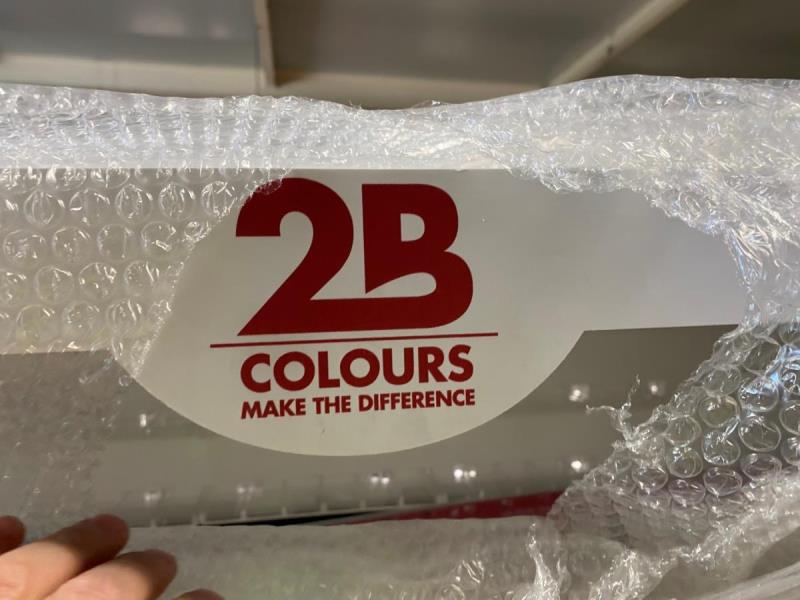 2B
COLOURS
MAKE THE DIFFERENCE